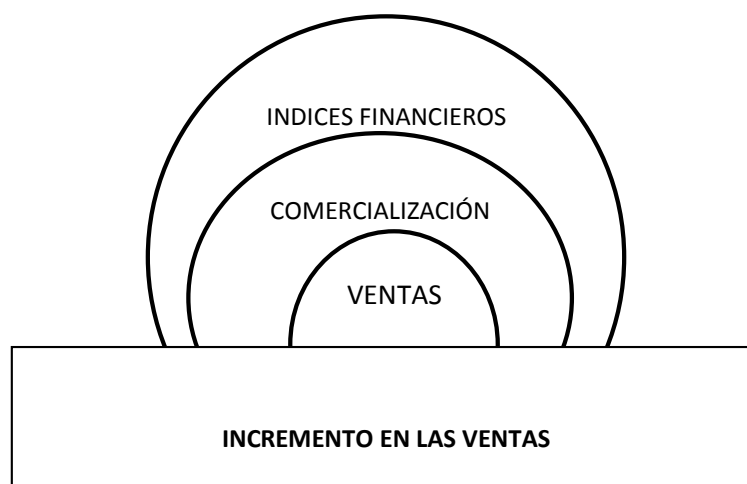 INDICES FINANCIEROS
COMERCIALIZACIÓN
VENTAS
INCREMENTO EN LAS VENTAS